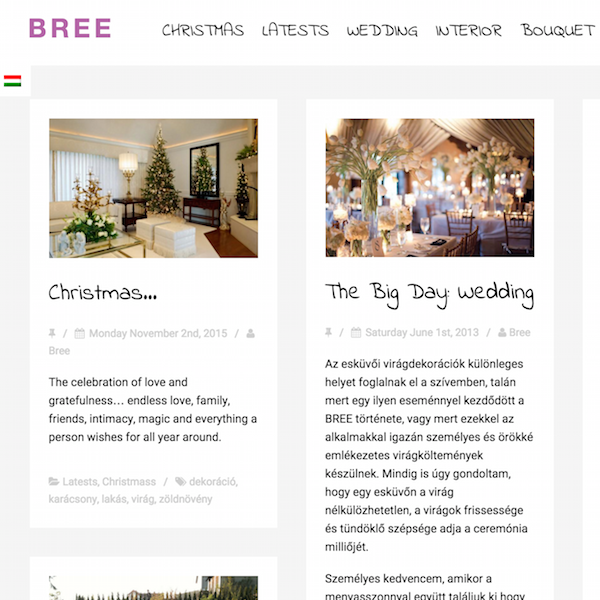 BREE
CHRISTMAS LATESTS WEDDING INTERIOR BOUQUET
Christmas...
/ Monday November 2nd, 2015 /
Bree
The celebration of love and
gratefulness… endless love, family,
friends, intimacy, magic and everything a
person wishes for all year around.
Latests, Christmass / dekoráció,
karácsony, lakás, virág, zöldnövény
The Big Day: Wedding
/ Saturday June 1st, 2013 / Bree
Az esküvői virágdekorációk különleges
helyet foglalnak el a szívemben, talán
mert egy ilyen eseménnyel kezdődött a
BREE története, vagy mert ezekkel az
alkalmakkal igazán személyes és örökké
emlékezetes virágköltemények
készülnek. Mindig is úgy gondoltam,
hogy egy esküvőn a virág
nélkülözhetetlen, a virágok frissessége
és tündöklő szépsége adja a ceremónia
milliőjét.
Személyes kedvencem, amikor a
menyasszonnyal együtt találjuk ki hogy